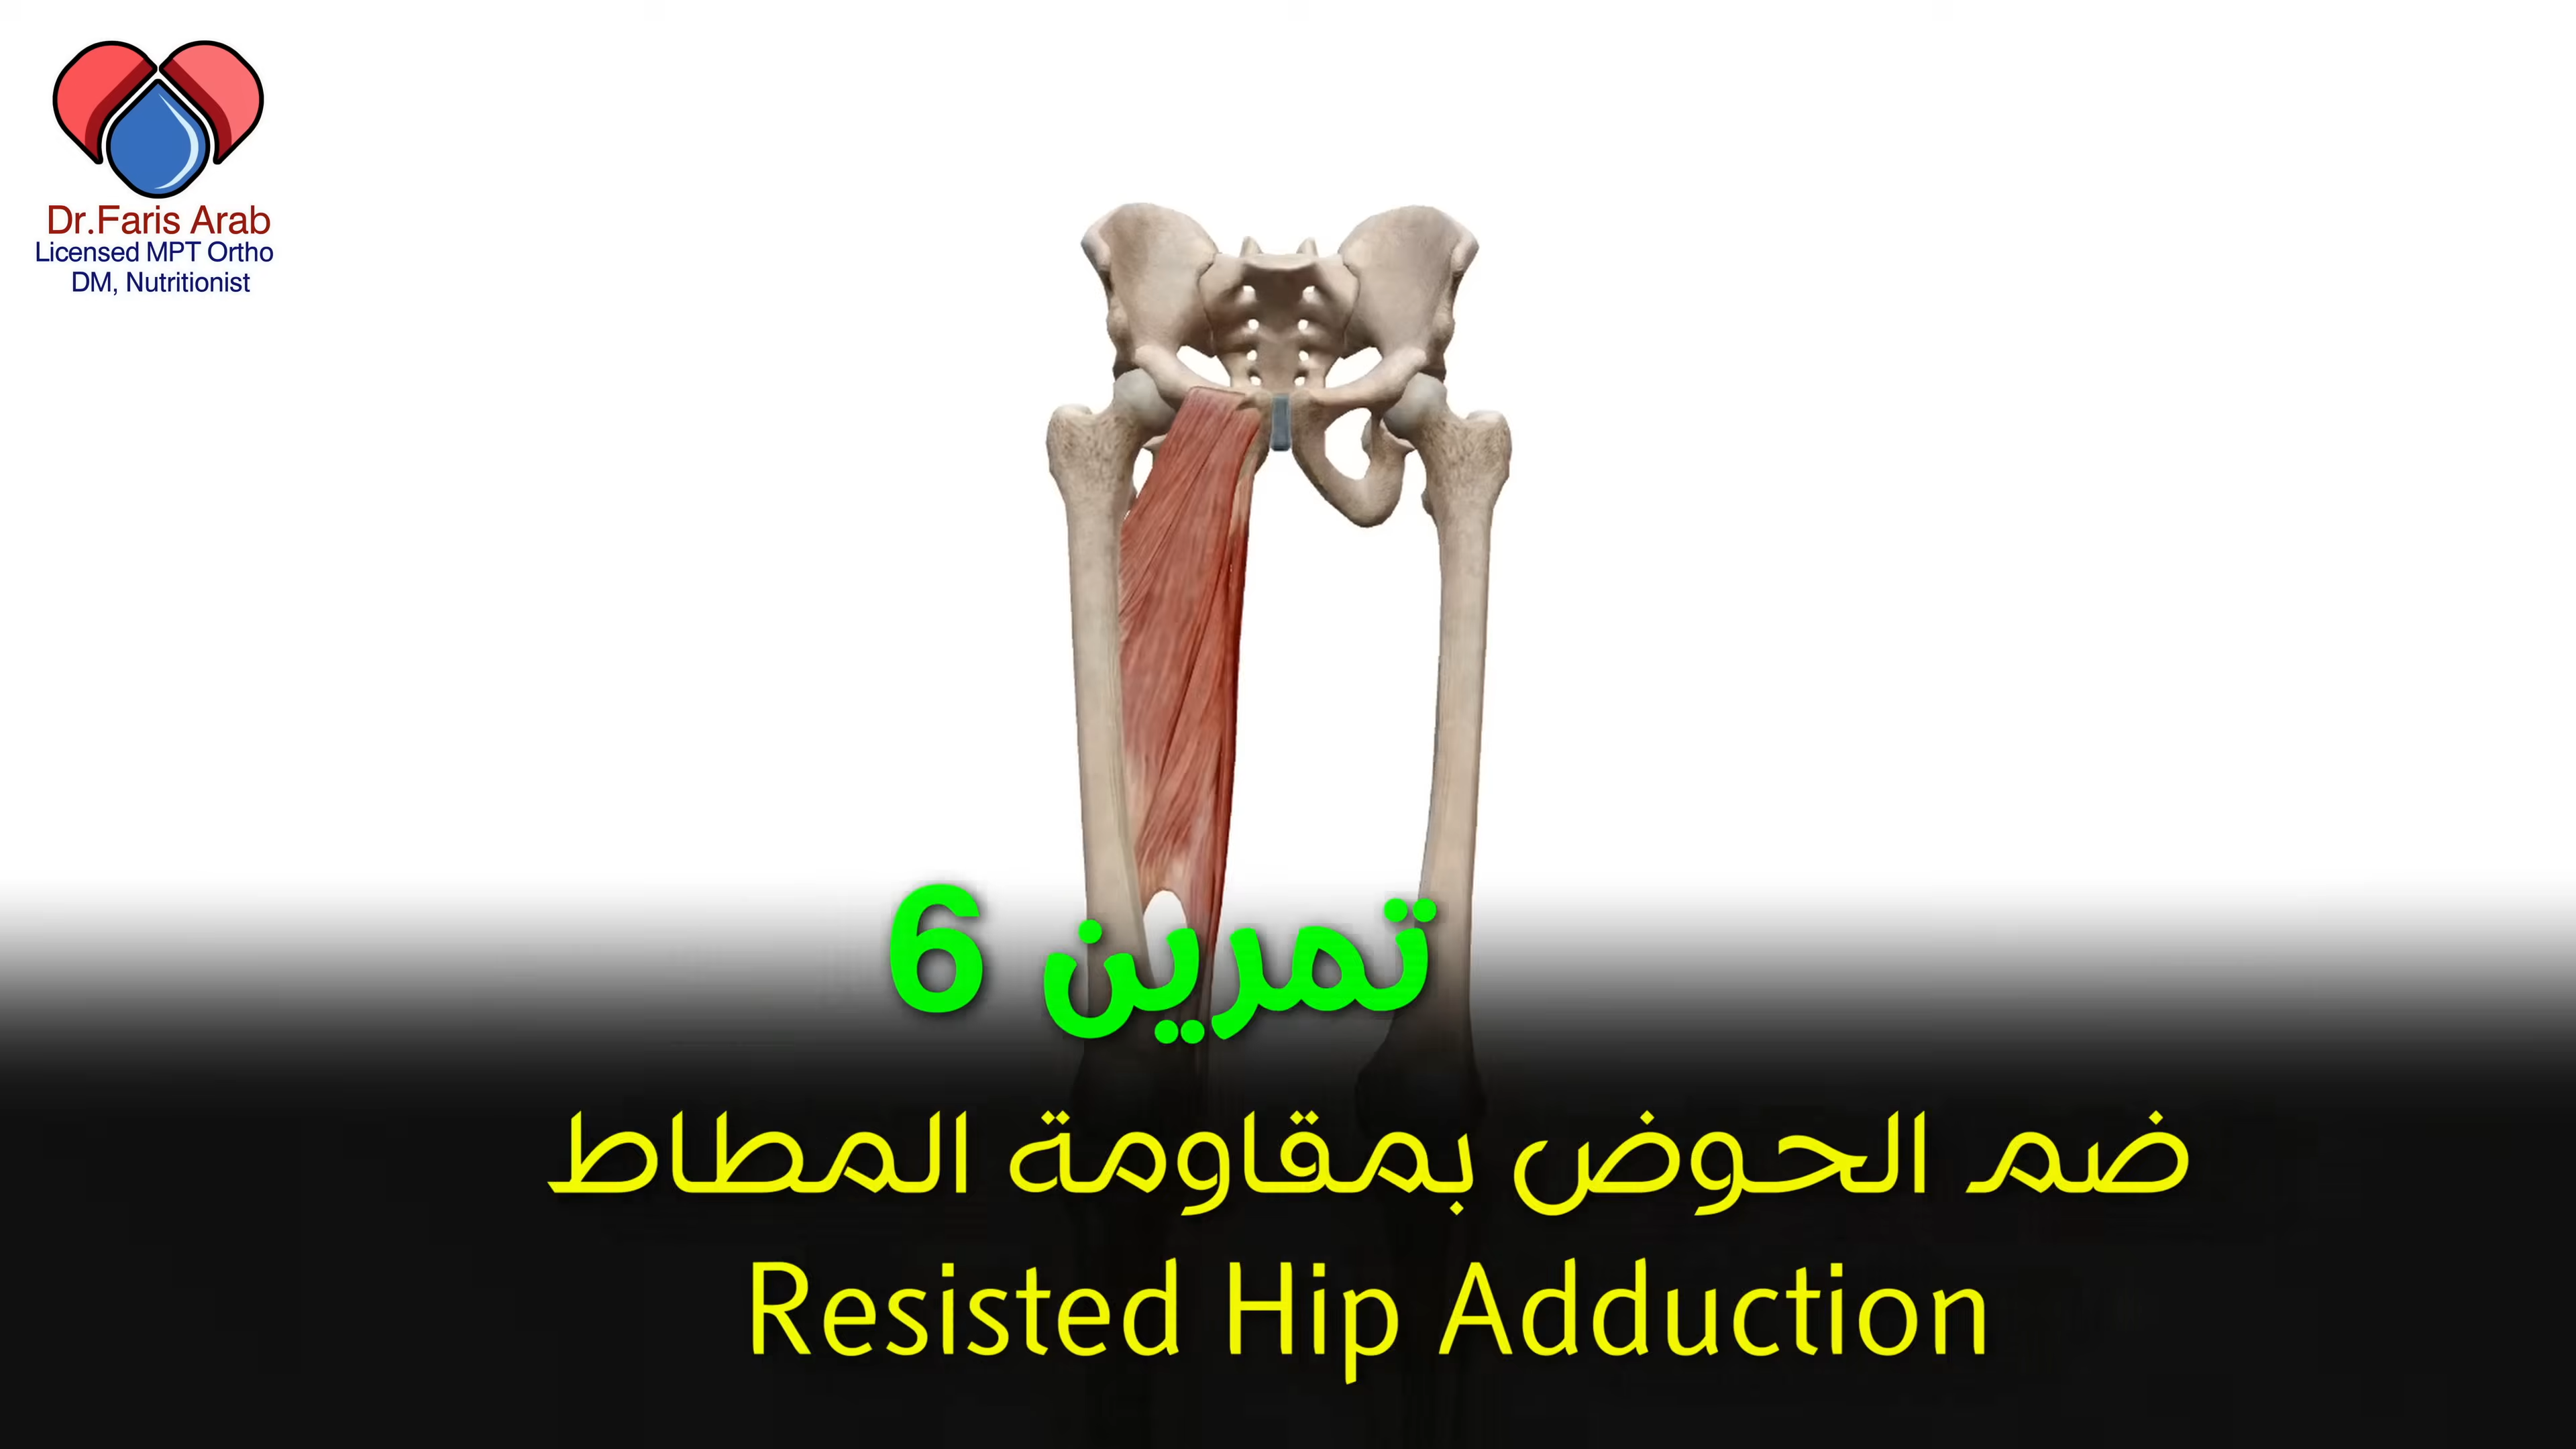 Dr.Faris Arab
Licensed MPT Ortho
DM, Nutritionist
تمرين 6
ضم الحوض بمقاومة المطاط
Resisted Hip Adduction